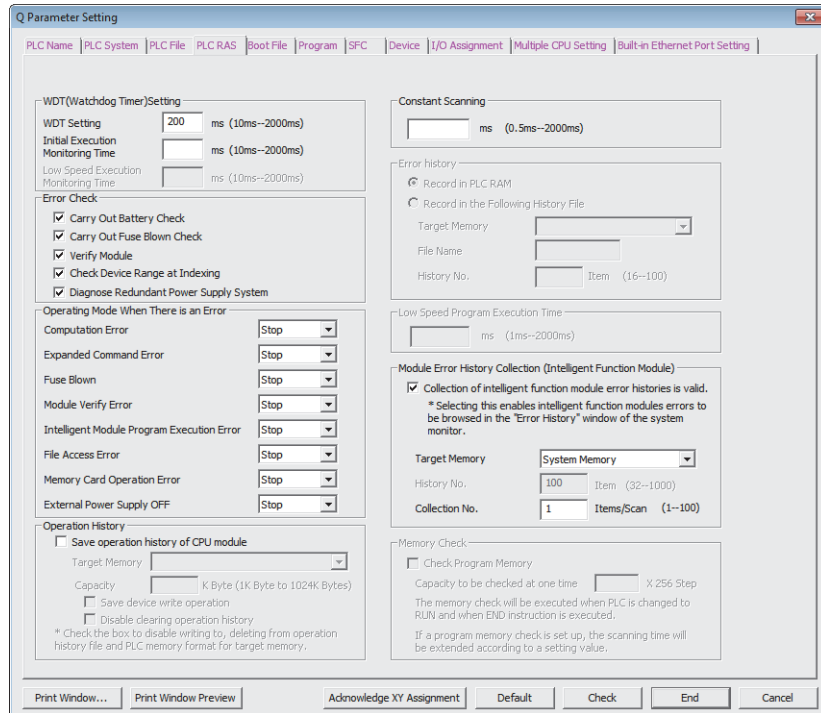 Q Parameter Setting
PLC Name PLC System PLC File PLC RAS Boot File Program SFC Device I/O Assignment Multiple CPU Setting Built-in Ethernet Port Setting
WDT(Watchdog Timer)Setting
WDT Setting 200 ms (10ms--2000ms)
Initial Execution
Monitoring Time ms (10ms--2000ms)
Low Speed Execution
Monitoring Time ms (10ms--2000ms)
Error Check
Carry Out Battery Check
Carry Out Fuse Blown Check
Verify Module
Check Device Range at Indexing
Diagnose Redundant Power Supply System
Operating Mode When There is an Error
Computation Error Stop
Expanded Command Error Stop
Fuse Blown Stop
Module Verify Error Stop
Intelligent Module Program Execution Error Stop
File Access Error Stop
Memory Card Operation Error Stop
External Power Supply OFF Stop
Operation History
Save operation history of CPU module
Target Memory
Capacity K Byte (1K Byte to 1024K Bytes)
Save device write operation
Disable clearing operation history
* Check the box to disable writing to, deleting from operation
history file and PLC memory format for target memory.
Constant Scanning
ms (0.5ms--2000ms)
Error history
Record in PLC RAM
Record in the Following History File
Target Memory
File Name
History No. Item (16--100)
Low Speed Program Execution Time
ms (1ms--2000ms)
Module Error History Collection (Intelligent Function Module)
Collection of intelligent function module error histories is valid.
* Selecting this enables intelligent function modules errors to
be browsed in the "Error History" window of the system
monitor.
Target Memory System Memory
History No. 100 Item (32--1000)
Collection No. 1 Items/Scan (1--100)
Memory Check
Check Program Memory
Capacity to be checked at one time X 256 Step
The memory check will be executed when PLC is changed to
RUN and when END instruction is executed.
If a program memory check is set up, the scanning time will
be extended according to a setting value.
Print Window... Print Window Preview Acknowledge XY Assignment Default Check End Cancel